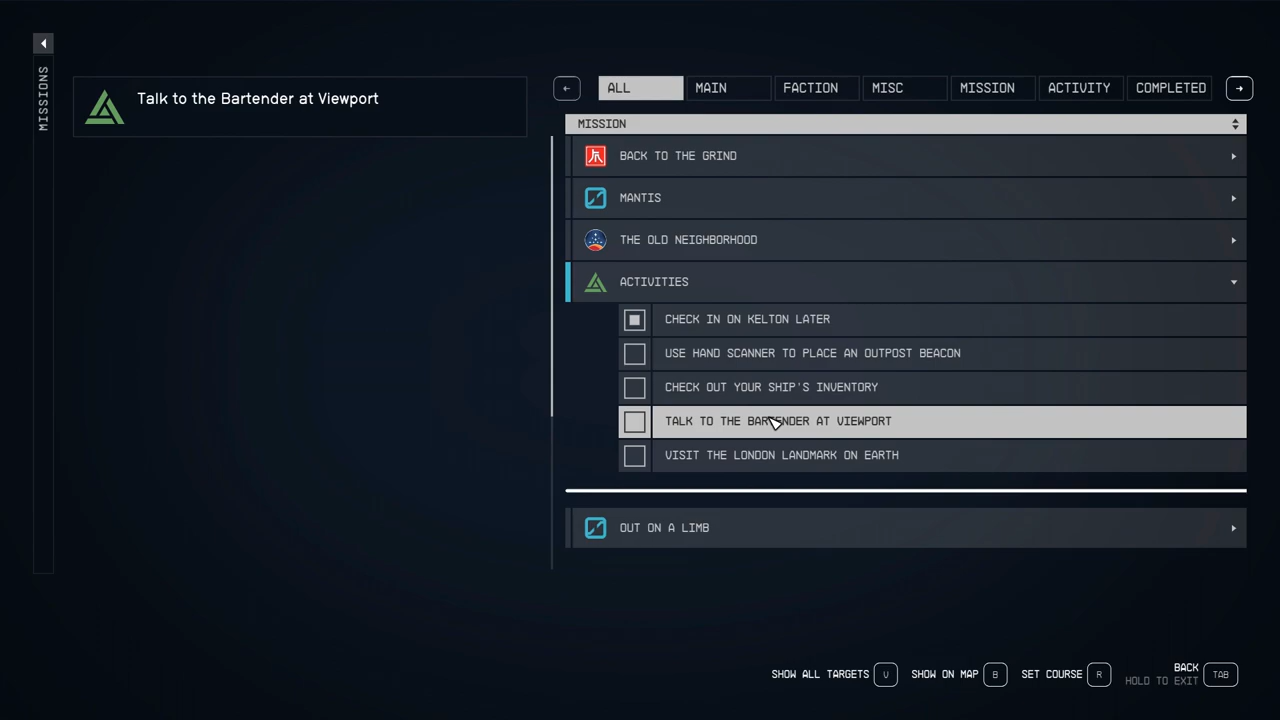 MISSIONS
Talk to the Bartender at Viewport
ALL MAIN FACTION MISC MISSION ACTIVITY COMPLETED
MISSION
BACK TO THE GRIND
MANTIS
THE OLD NEIGHBORHOOD
ACTIVITIES
CHECK IN ON KELTON LATER
USE HAND SCANNER TO PLACE AN OUTPOST BEACON
CHECK OUT YOUR SHIP'S INVENTORY
TALK TO THE BARTENDER AT VIEWPORT
VISIT THE LONDON LANDMARK ON EARTH
OUT ON A LIMB
SHOW ALL TARGETS V SHOW ON MAP B SET COURSE R BACK TAB
HOLD TO EXIT